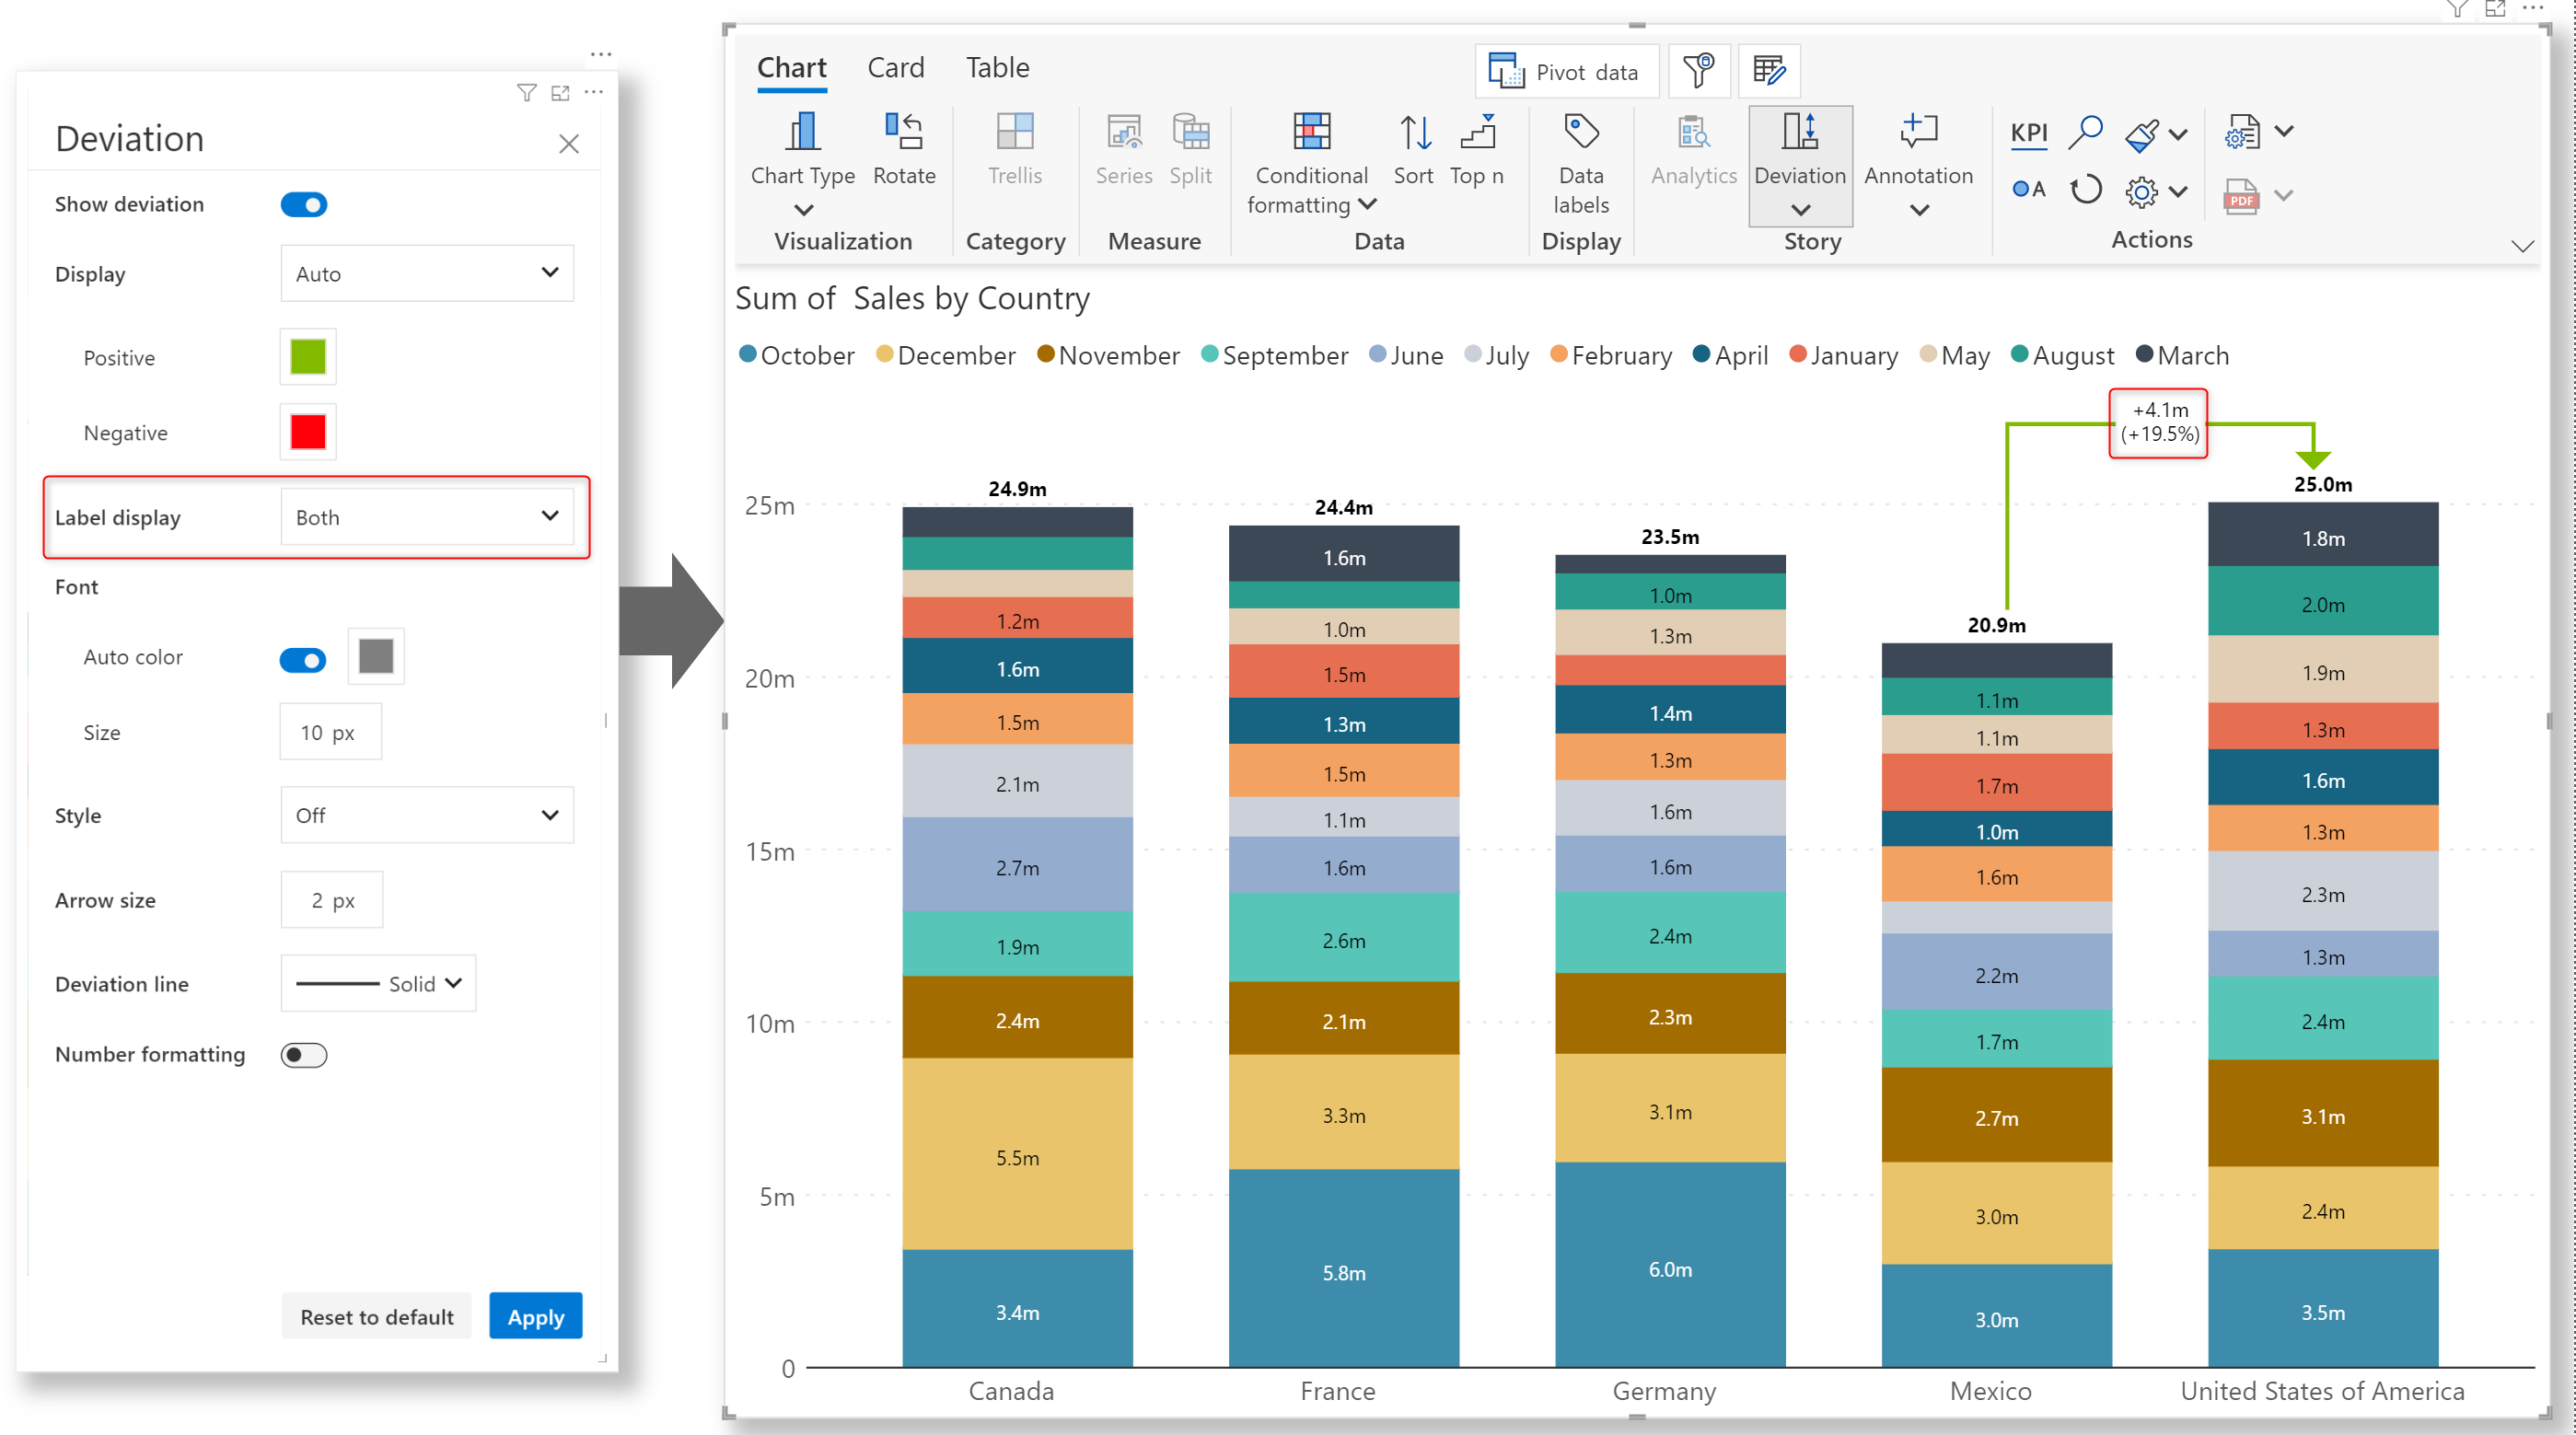 Deviation
Show deviation
Display Auto
Positive
Negative
Label display Both
Font
Auto color
Size 10 px
Style Off
Arrow size 2 px
Deviation line Solid
Number formatting
Reset to default Apply
Chart Card Table
Pivot data
Chart Type Rotate Trellis Series Split Conditional formatting Sort Top n Data labels Analytics Deviation Annotation KPI
A
PDF
Visualization Category Measure Data Display Story Actions
Sum of Sales by Country
October December November September June July February April January May August March
+4.1m
(+19.5%)
25m
20m
15m
10m
5m
0
24.9m
1.2m
1.6m
1.5m
2.1m
2.7m
1.9m
2.4m
5.5m
3.4m
24.4m
1.6m
1.0m
1.5m
1.3m
1.5m
1.1m
1.6m
2.6m
2.1m
3.3m
5.8m
23.5m
1.0m
1.3m
1.4m
1.3m
1.6m
1.6m
2.4m
2.3m
3.1m
6.0m
20.9m
1.1m
1.1m
1.7m
1.0m
1.6m
2.2m
1.7m
2.7m
3.0m
3.0m
25.0m
1.8m
2.0m
1.9m
1.3m
1.6m
1.3m
2.3m
1.3m
2.4m
3.1m
2.4m
3.5m
Canada France Germany Mexico United States of America